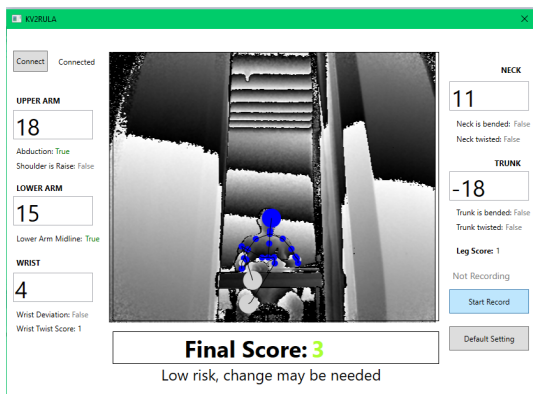 KV2RULA
Connect
Connected
UPPER ARM
18
Abduction: True
Shoulder is Raise: False
LOWER ARM
15
Lower Arm Midline: True
WRIST
4
Wrist Deviation: False
Wrist Twist Score: 1
NECK
11
Neck is bended: False
Neck twisted: False
TRUNK
-18
Trunk is bended: False
Trunk twisted: False
Leg Score: 1
Not Recording
Start Record
Default Setting
Final Score: 3
Low risk, change may be needed